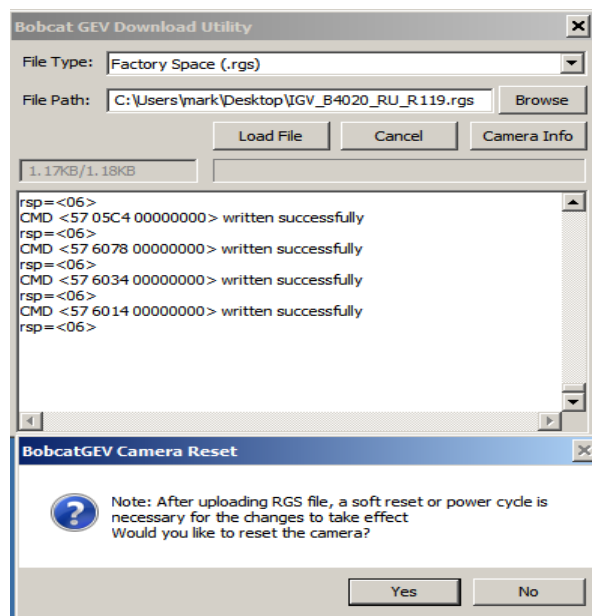 Bobcat GEV Download Utility
File Type: Factory Space (.rgs)
File Path: C:\Users\mark\Desktop\IGV_B4020_RU_R119.rgs Browse
Load File Cancel Camera Info
1.17KB/1.18KB
rsp=<06>
CMD <57 05C4 00000000> written successfully
rsp=<06>
CMD <57 6078 00000000> written successfully
rsp=<06>
CMD <57 6034 00000000> written successfully
rsp=<06>
CMD <57 6014 00000000> written successfully
rsp=<06>
BobcatGEV Camera Reset
Note: After uploading RGS file, a soft reset or power cycle is
necessary for the changes to take effect
Would you like to reset the camera?
Yes No